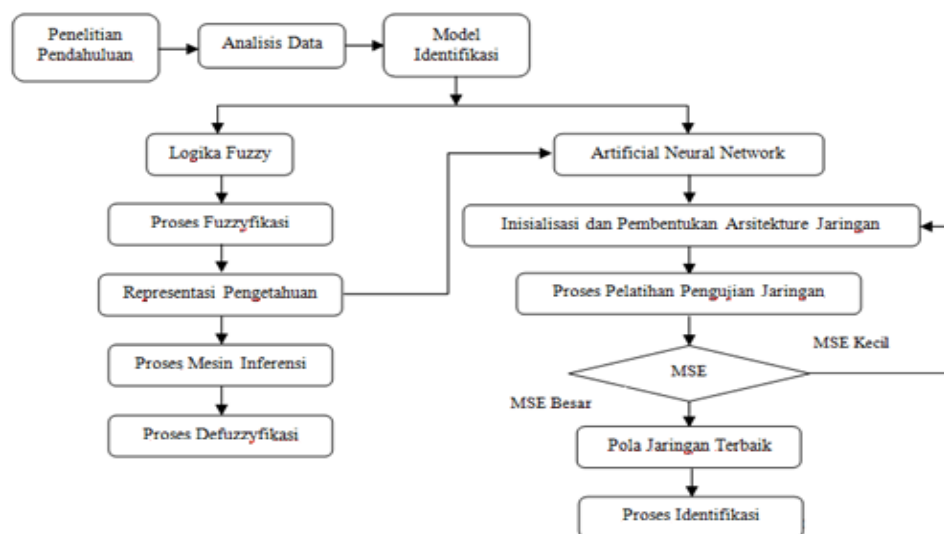 Penelitian
Pendahuluan
Analisis Data
Model
Identifikasi
Logika Fuzzy
Artificial Neural Network
Proses Fuzzyfikasi
Inisialisasi dan Pembentukan Arsitekture Jaringan
Representasi Pengetahuan
Proses Pelatihan Pengujian Jaringan
Proses Mesin Inferensi
MSE
MSE Kecil
MSE Besar
Proses Defuzzyfikasi
Pola Jaringan Terbaik
Proses Identifikasi